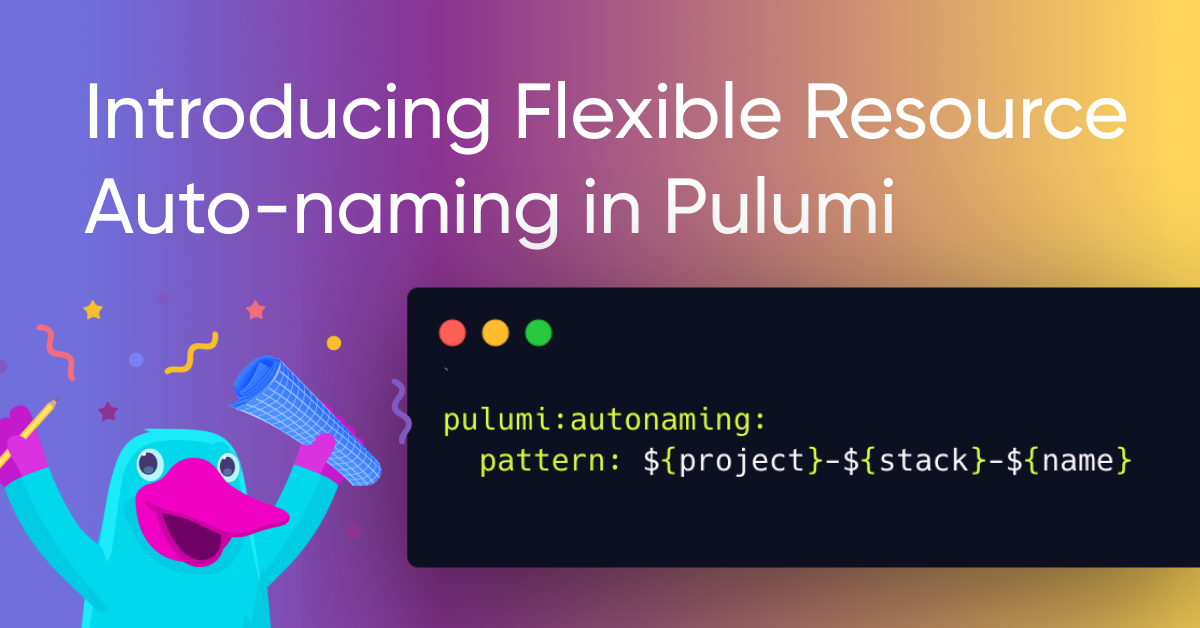 Introducing Flexible Resource
Auto-naming in Pulumi
`
pulumi:autonaming:
  pattern: ${project}-${stack}-${name}